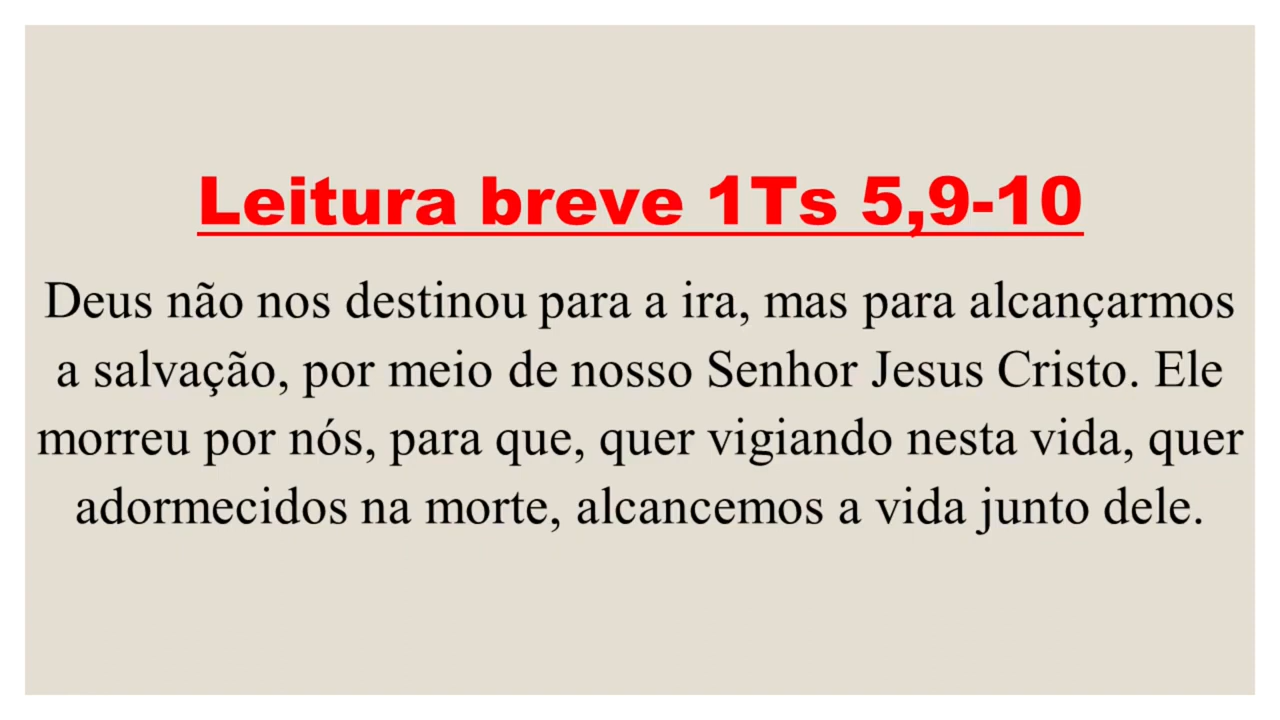 Leitura breve 1Ts 5,9-10
Deus não nos destinou para a ira, mas para alcançarmos
a salvação, por meio de nosso Senhor Jesus Cristo. Ele
morreu por nós, para que, quer vigiando nesta vida, quer
adormecidos na morte, alcancemos a vida junto dele.